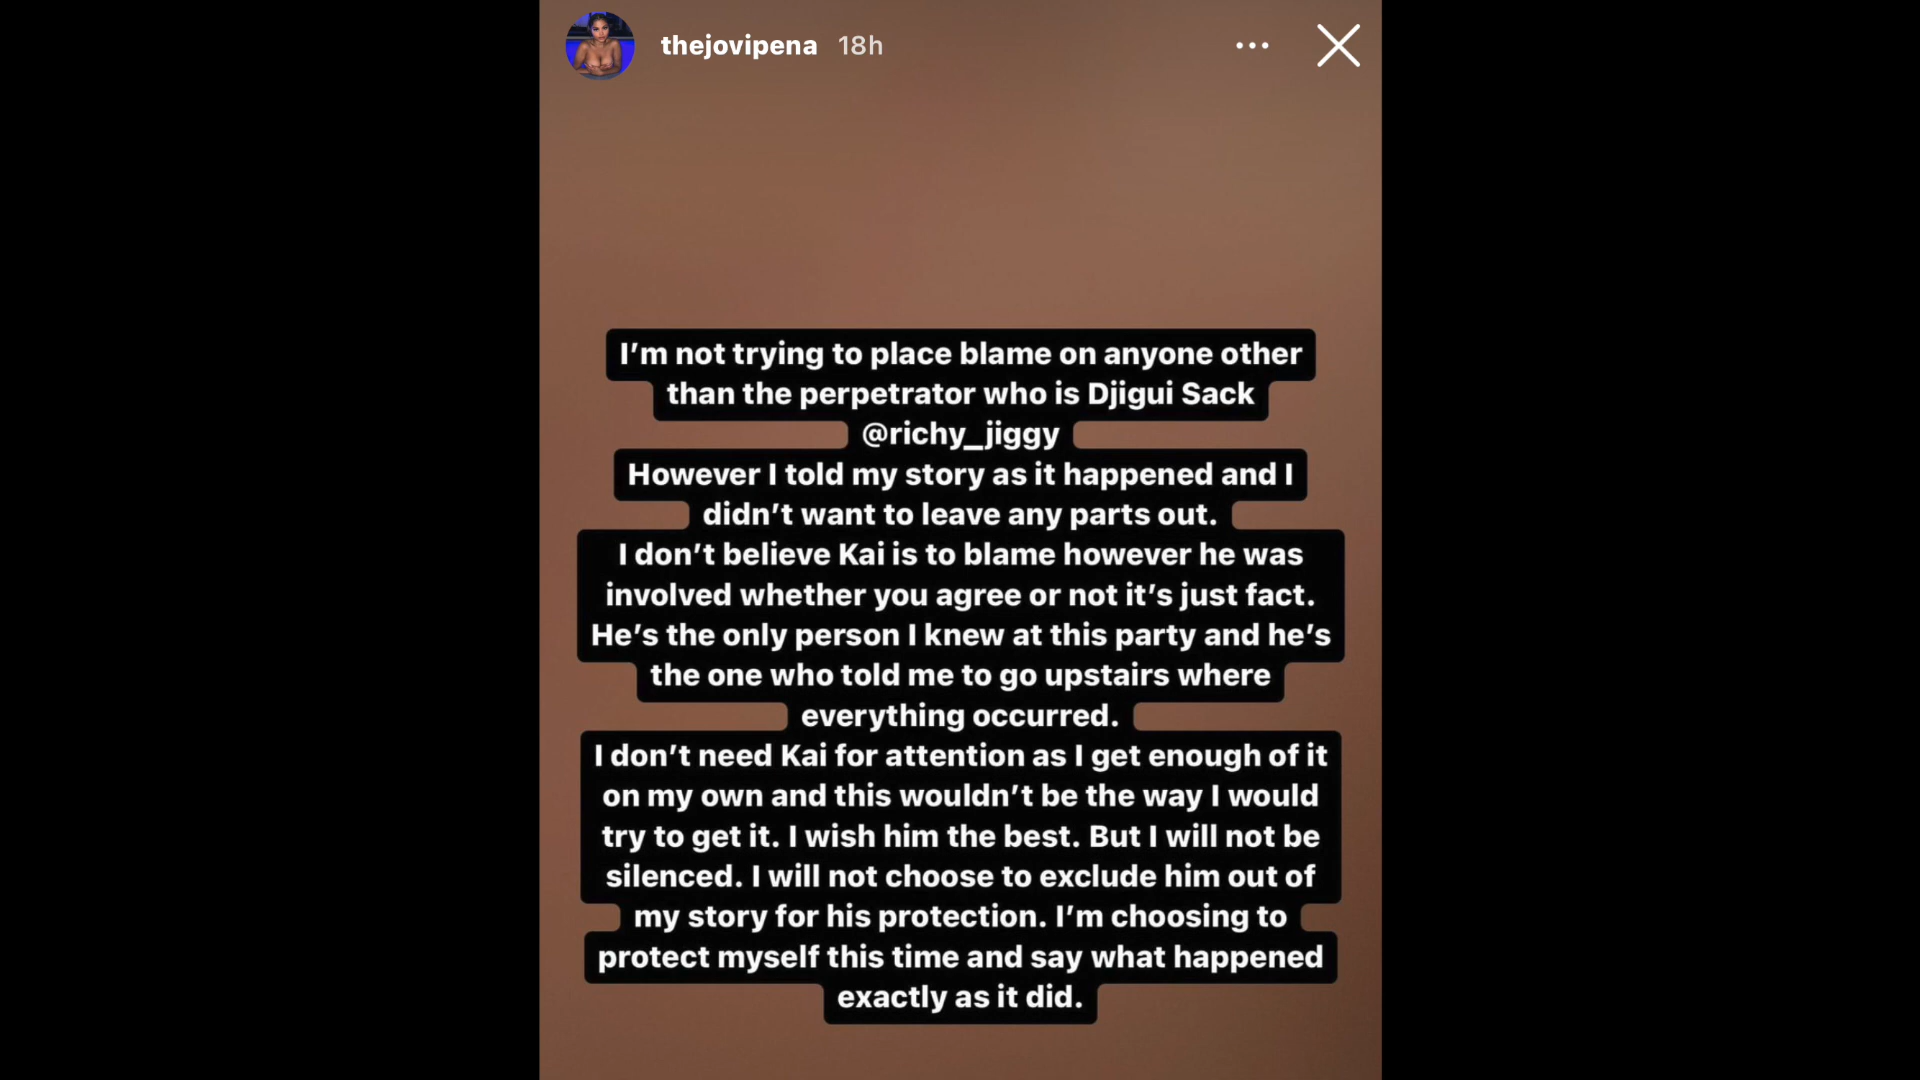 thejovipena 18h
I'm not trying to place blame on anyone other
than the perpetrator who is Djigui Sack
@richy_jiggy
However I told my story as it happened and I
didn't want to leave any parts out.
I don't believe Kai is to blame however he was
involved whether you agree or not it's just fact.
He's the only person I knew at this party and he's
the one who told me to go upstairs where
everything occurred.
I don't need Kai for attention as I get enough of it
on my own and this wouldn't be the way I would
try to get it. I wish him the best. But I will not be
silenced. I will not choose to exclude him out of
my story for his protection. I'm choosing to
protect myself this time and say what happened
exactly as it did.